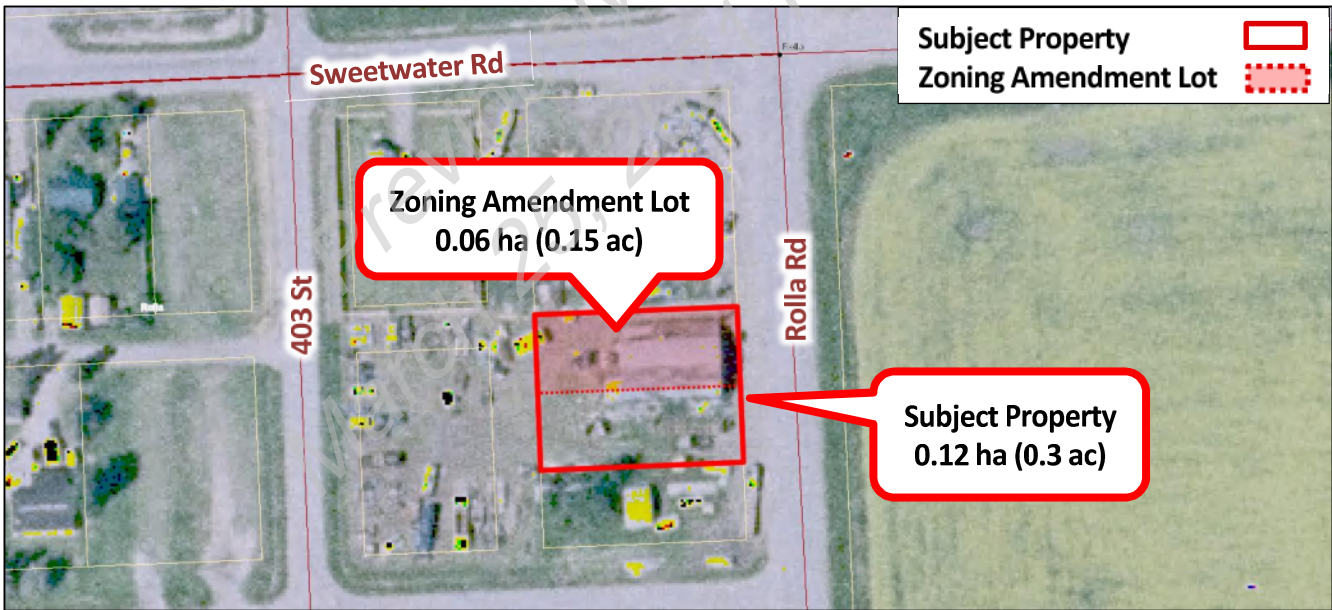 Subject Property
Zoning Amendment Lot
Sweetwater Rd
Zoning Amendment Lot
0.06 ha (0.15 ac)
403 St
Rolla Rd
Rolla
Subject Property
0.12 ha (0.3 ac)